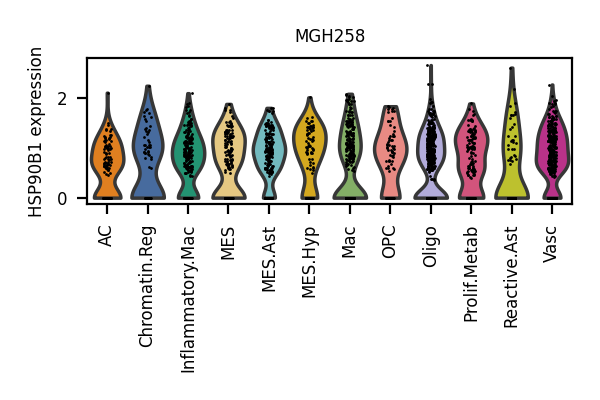 MGH258
HSP90B1 expression
2
0
AC
Chromatin.Reg
Inflammatory.Mac
MES
MES.Ast
MES.Hyp
Mac
OPC
Oligo
Prolif.Metab
Reactive.Ast
Vasc